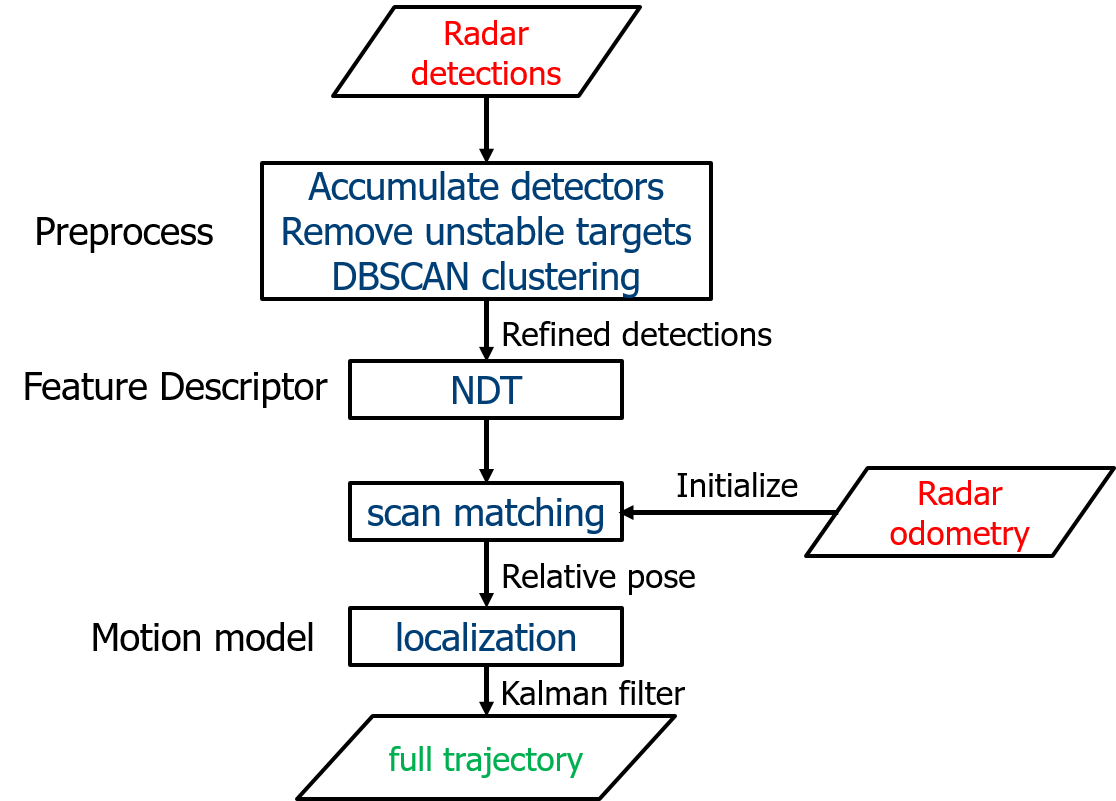 Radar
detections
Accumulate detectors
Preprocess
Remove unstable targets
DBSCAN clustering
Refined detections
Feature Descriptor
NDT
Initialize
Radar
odometry
scan matching
Relative pose
Motion model
localization
Kalman filter
full trajectory